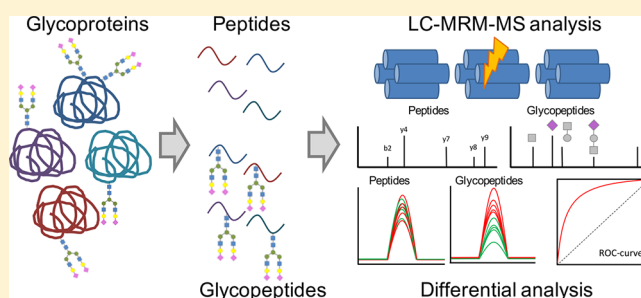 Glycoproteins
Peptides
LC-MRM-MS analysis
Peptides
Glycopeptides
b2
y4
y7
y8
y9
Peptides
Glycopeptides
ROC-curve
Glycopeptides
Differential analysis